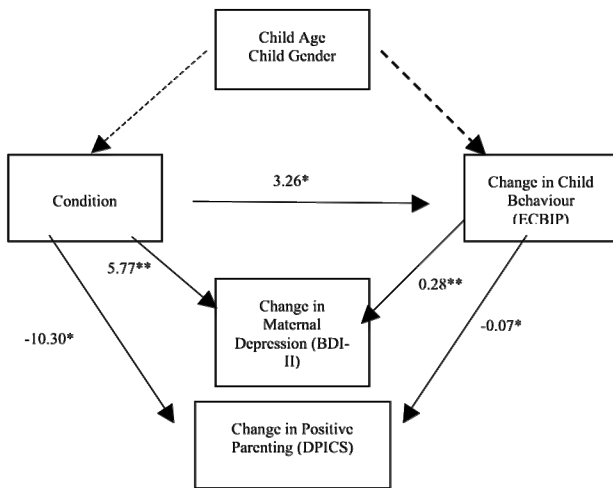 Child Age
Child Gender
Condition
3.26*
Change in Child
Behaviour
(ECBIP)
5.77**
0.28**
Change in
Maternal
Depression (BDI-
II)
-10.30*
-0.07*
Change in Positive
Parenting (DPICS)